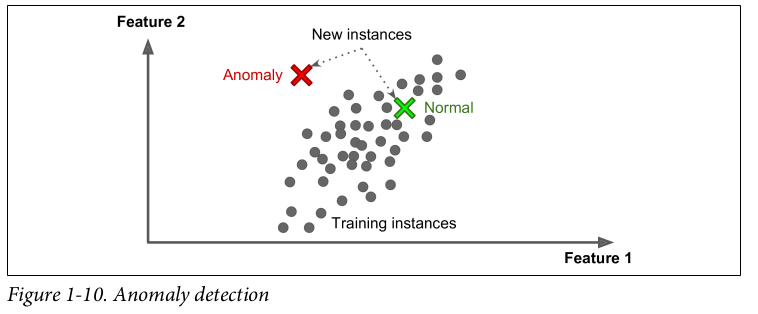 Feature 2
New instances
Anomaly
Normal
Training instances
Feature 1
Figure 1-10. Anomaly detection